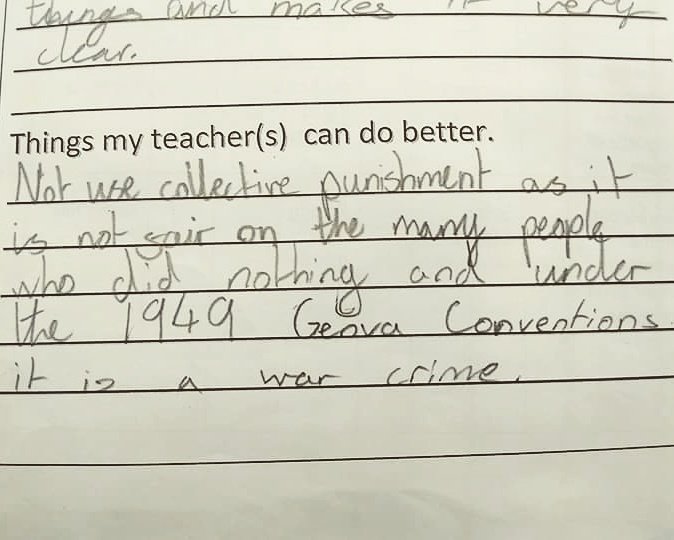 things and makes it very
clear.
Things my teacher(s) can do better.
Not use collective punishment as it
is not fair on the many people
who did nothing and under
the 1949 Geneva Conventions
it is a war crime.